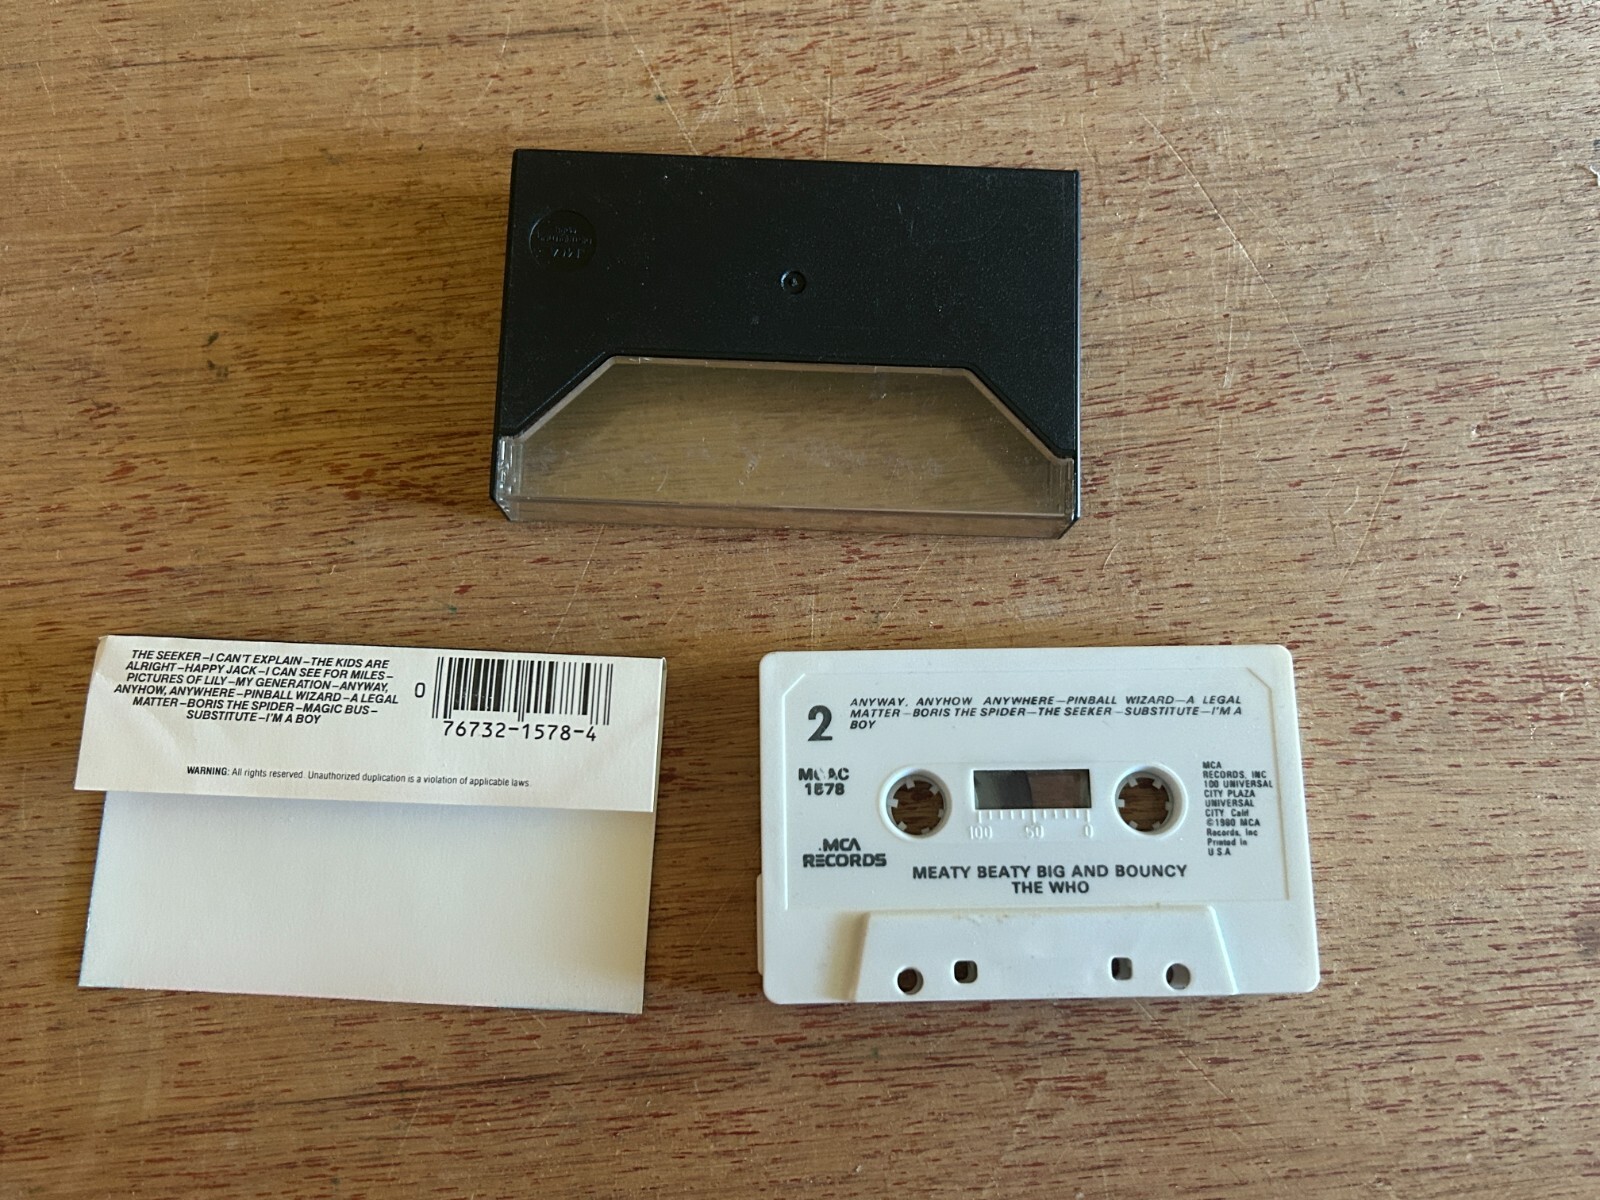 THE SEEKER–I CAN'T EXPLAIN–THE KIDS ARE
ALRIGHT–HAPPY JACK–I CAN SEE FOR MILES–
PICTURES OF LILY–MY GENERATION–ANYWAY,
ANYHOW, ANYWHERE–PINBALL WIZARD–A LEGAL
MATTER–BORIS THE SPIDER–MAGIC BUS–
SUBSTITUTE–I'M A BOY
0
76732-1578-4
WARNING: All rights reserved. Unauthorized duplication is a violation of applicable laws.
2
ANYWAY, ANYHOW ANYWHERE–PINBALL WIZARD–A LEGAL
MATTER–BORIS THE SPIDER–THE SEEKER–SUBSTITUTE–I'M A
BOY
MCAC
1578
MCA
RECORDS
100 50 0
MCA
RECORDS, INC
100 UNIVERSAL
CITY PLAZA
UNIVERSAL
CITY Calif
©1980 MCA
Records, Inc
Printed in
U.S.A
MEATY BEATY BIG AND BOUNCY
THE WHO